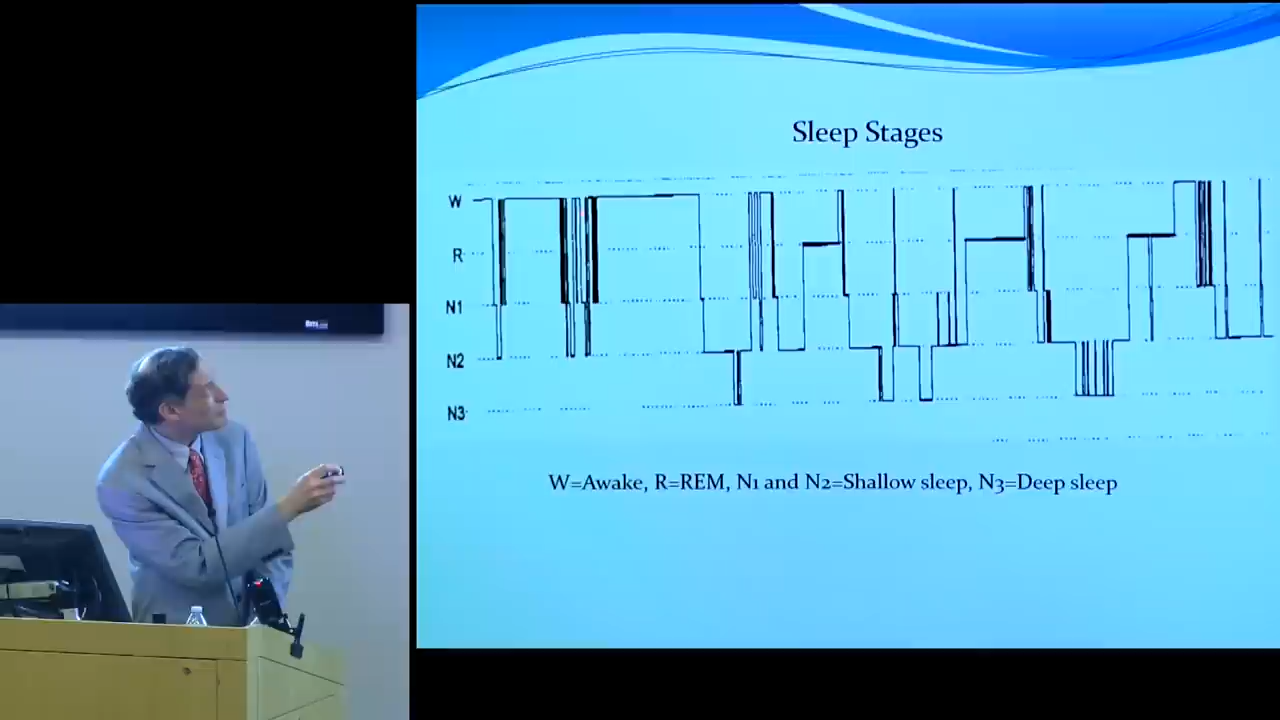 Sleep Stages
W
R
N1
N2
N3
W=Awake, R=REM, N1 and N2=Shallow sleep, N3=Deep sleep